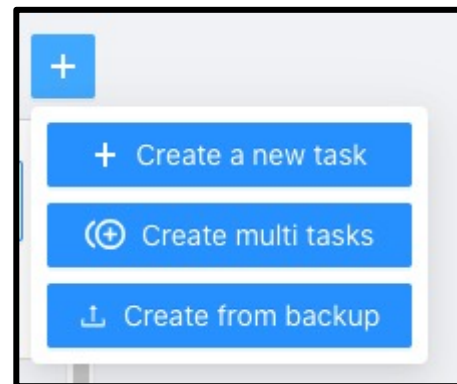 +
+ Create a new task
Create multi tasks
Create from backup